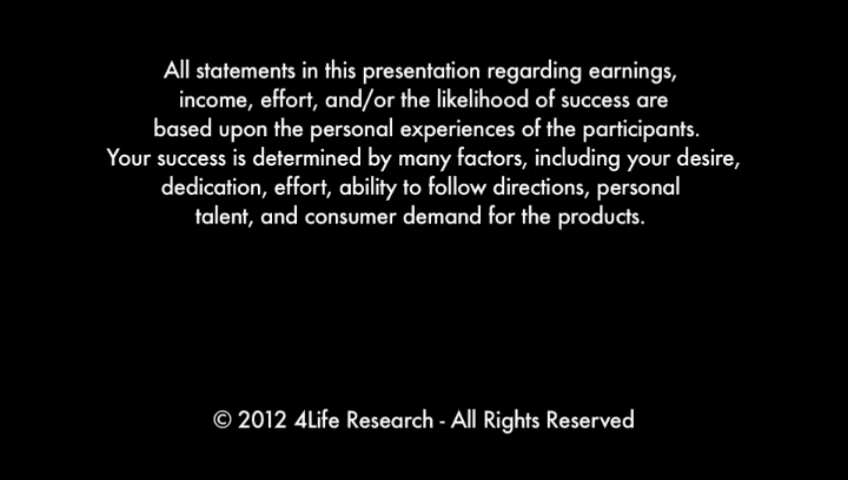 All statements in this presentation regarding earnings,
income, effort, and/or the likelihood of success are
based upon the personal experiences of the participants.
Your success is determined by many factors, including your desire,
dedication, effort, ability to follow directions, personal
talent, and consumer demand for the products.
© 2012 4Life Research - All Rights Reserved